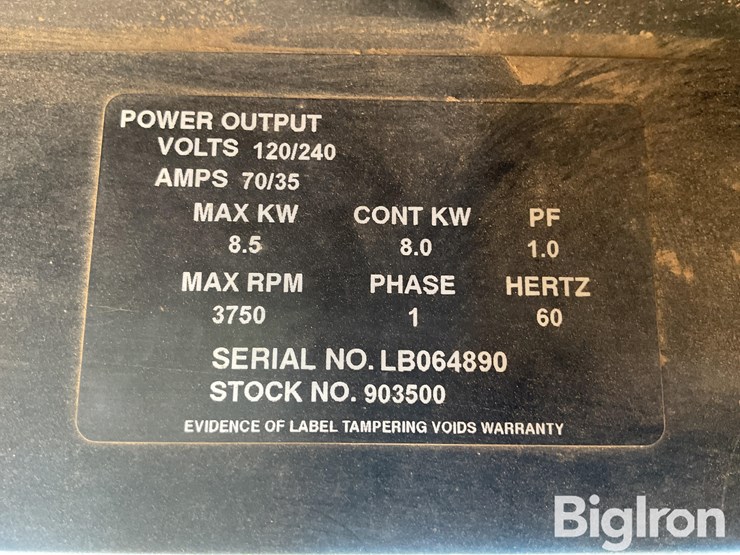 POWER OUTPUT
VOLTS 120/240
AMPS 70/35
MAX KW CONT KW PF
8.5 8.0 1.0
MAX RPM PHASE HERTZ
3750 1 60
SERIAL NO. LB064890
STOCK NO. 903500
EVIDENCE OF LABEL TAMPERING VOIDS WARRANTY
BigIron